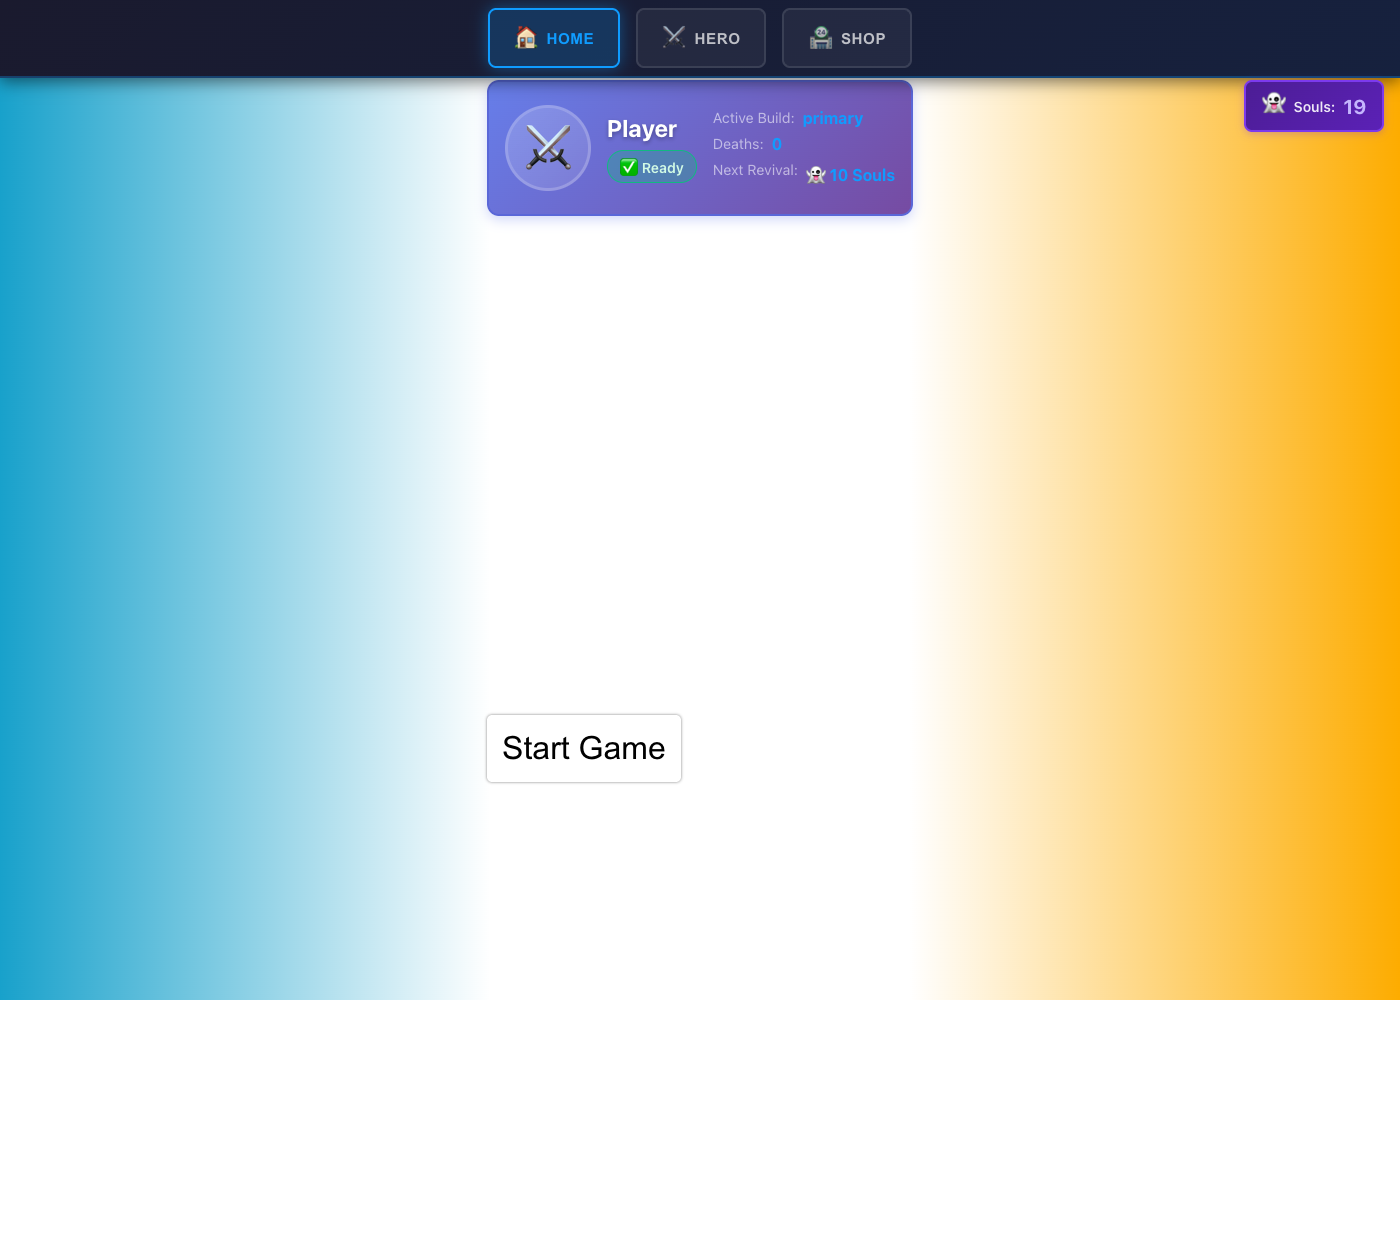 HOME
HERO
SHOP
Souls: 19
Player
Ready
Active Build: primary
Deaths: 0
Next Revival: 10 Souls
Start Game